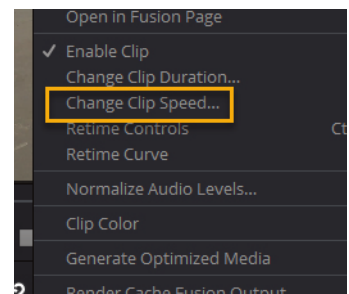 Open in Fusion Page
✓ Enable Clip
Change Clip Duration...
Change Clip Speed...
Retime Controls Ct
Retime Curve
Normalize Audio Levels...
Clip Color
Generate Optimized Media
Render Cache Fusion Output